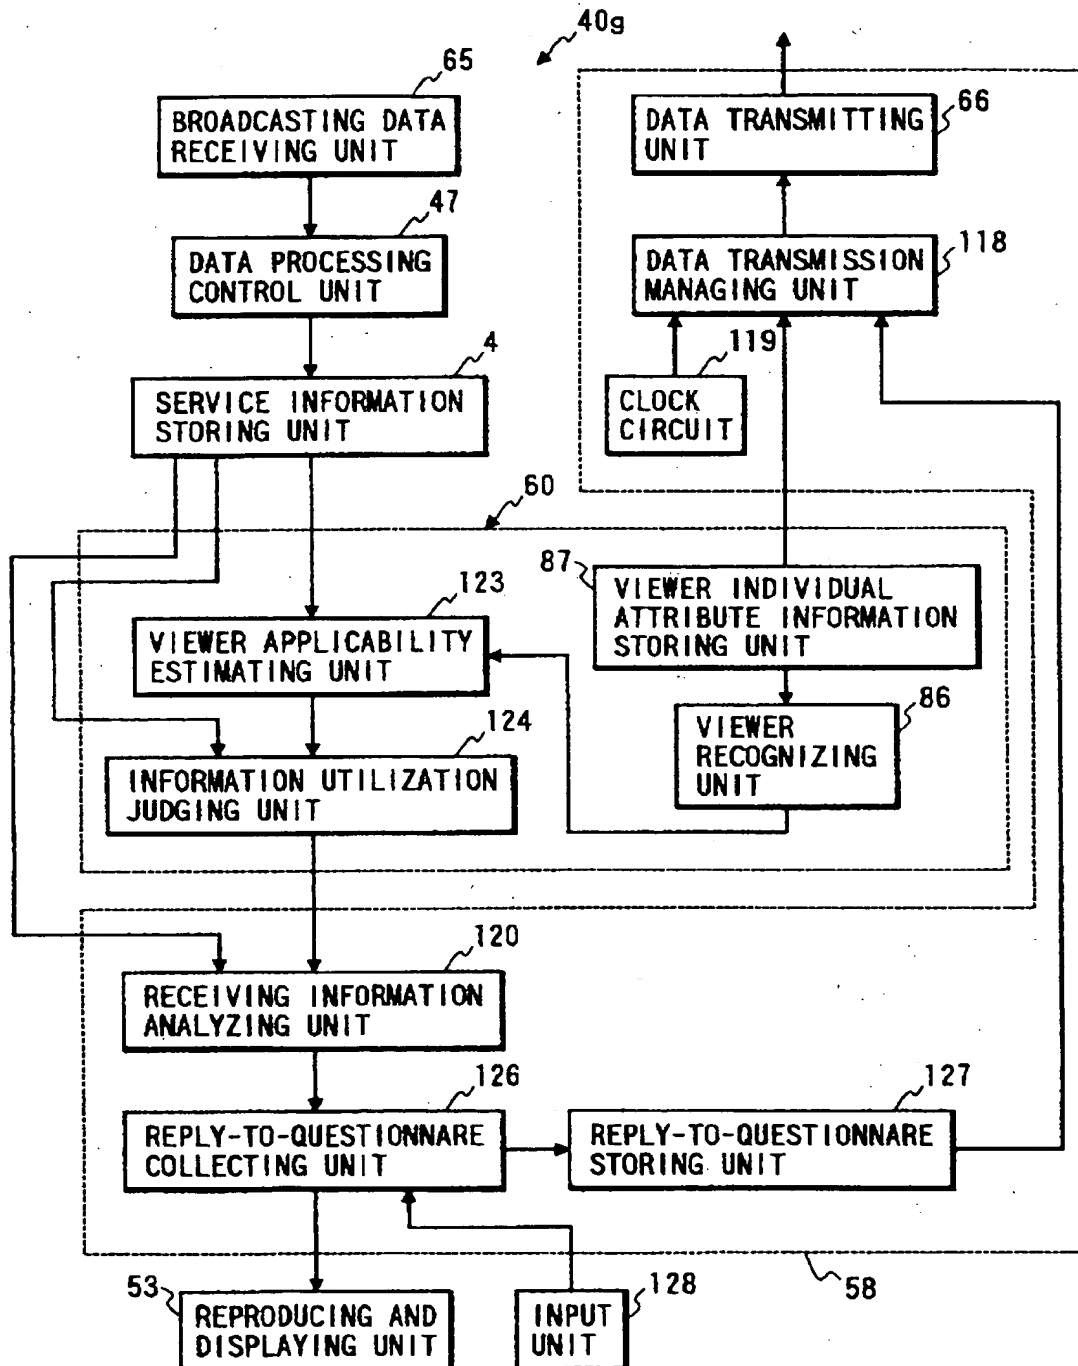 40g
65
BROADCASTING DATA
RECEIVING UNIT
66
DATA TRANSMITTING
UNIT
47
DATA PROCESSING
CONTROL UNIT
118
DATA TRANSMISSION
MANAGING UNIT
4
SERVICE INFORMATION
STORING UNIT
119
CLOCK
CIRCUIT
60
87
VIEWER INDIVIDUAL
ATTRIBUTE INFORMATION
STORING UNIT
123
VIEWER APPLICABILITY
ESTIMATING UNIT
86
VIEWER
RECOGNIZING
UNIT
124
INFORMATION UTILIZATION
JUDGING UNIT
120
RECEIVING INFORMATION
ANALYZING UNIT
126
REPLY-TO-QUESTIONNARE
COLLECTING UNIT
127
REPLY-TO-QUESTIONNARE
STORING UNIT
53
REPRODUCING AND
DISPLAYING UNIT
128
INPUT
UNIT
58